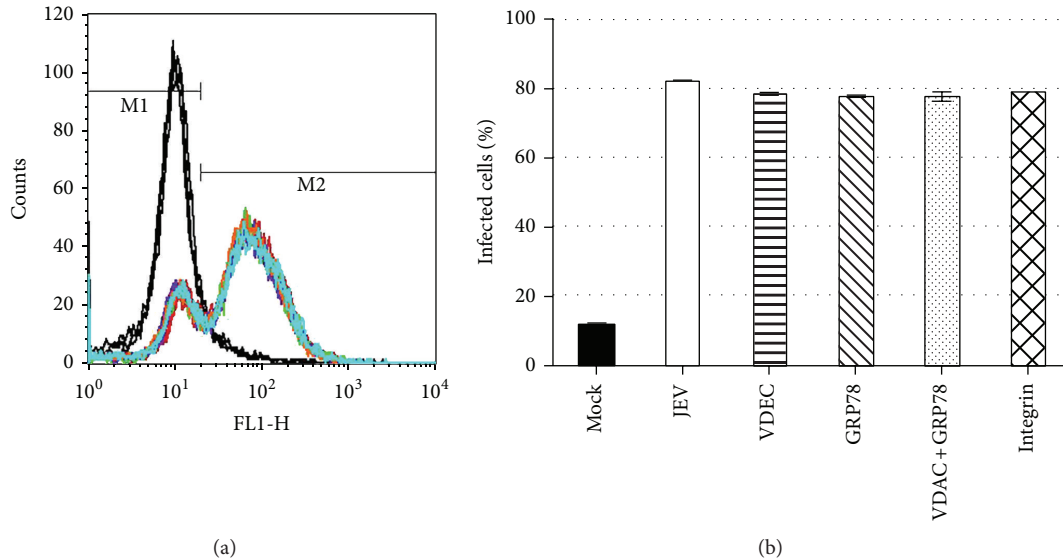 120
100
80
60
40
20
0
Counts
M1
M2
10^0
10^1
10^2
10^3
10^4
FL1-H
(a)
100
80
60
40
20
0
Infected cells (%)
Mock
JEV
VDEC
GRP78
VDAC + GRP78
Integrin
(b)